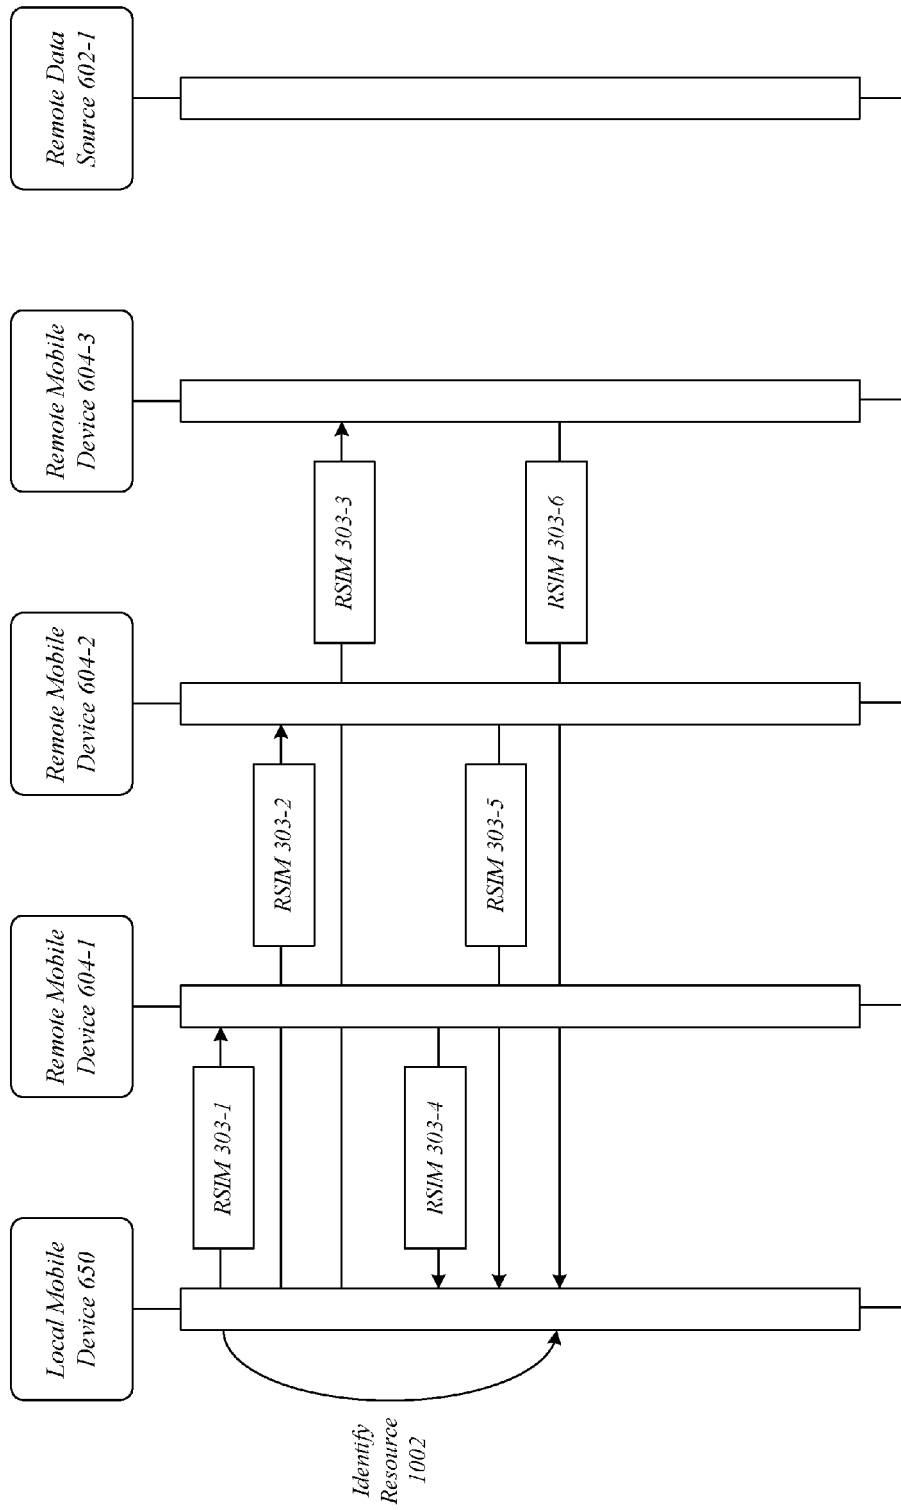 Local Mobile
Device 650
Remote Mobile
Device 604-1
Remote Mobile
Device 604-2
Remote Mobile
Device 604-3
Remote Data
Source 602-1
RSIM 303-1
RSIM 303-2
RSIM 303-3
RSIM 303-4
RSIM 303-5
RSIM 303-6
Identify
Resource
1002